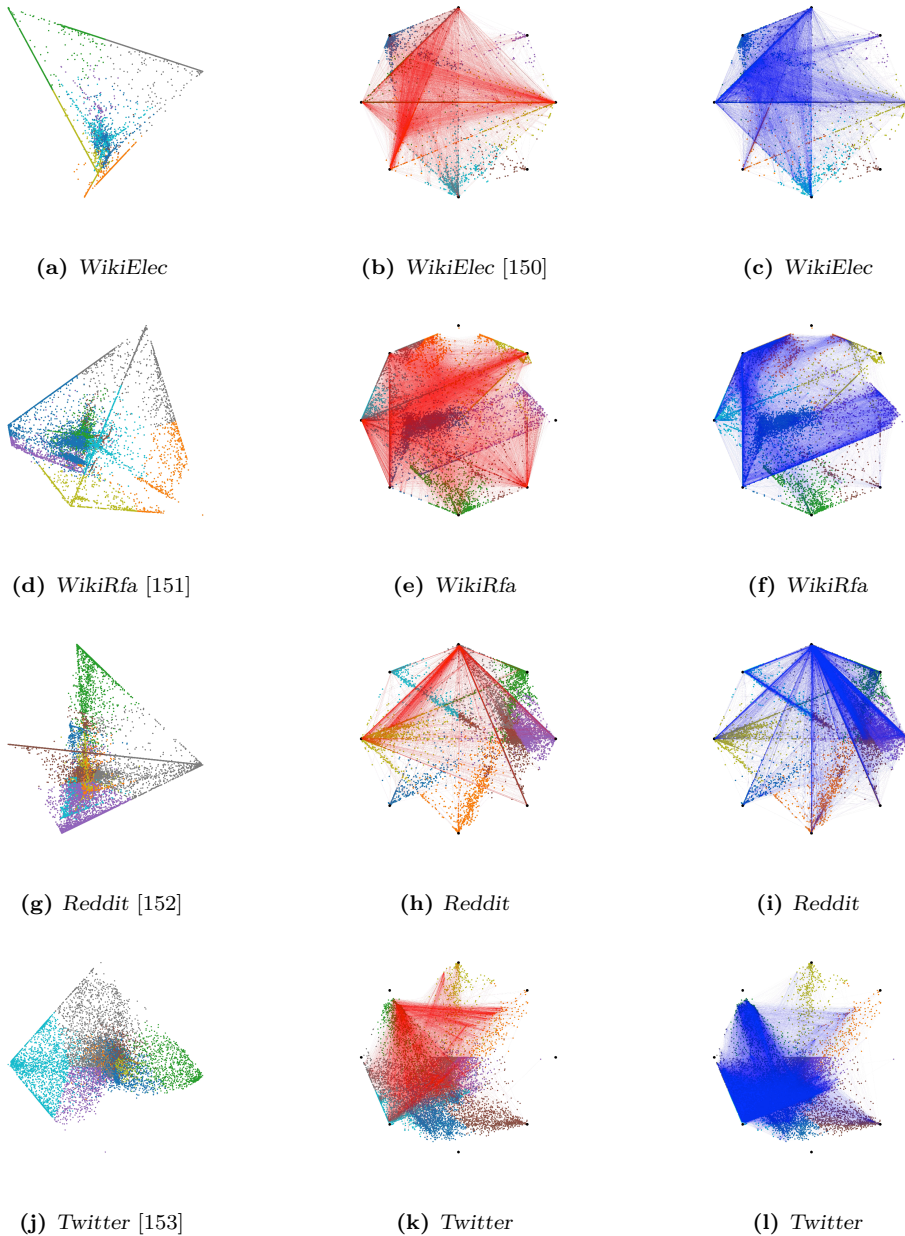 (a) WikiElec
(b) WikiElec [150]
(c) WikiElec
(d) WikiRfa [151]
(e) WikiRfa
(f) WikiRfa
(g) Reddit [152]
(h) Reddit
(i) Reddit
(j) Twitter [153]
(k) Twitter
(l) Twitter